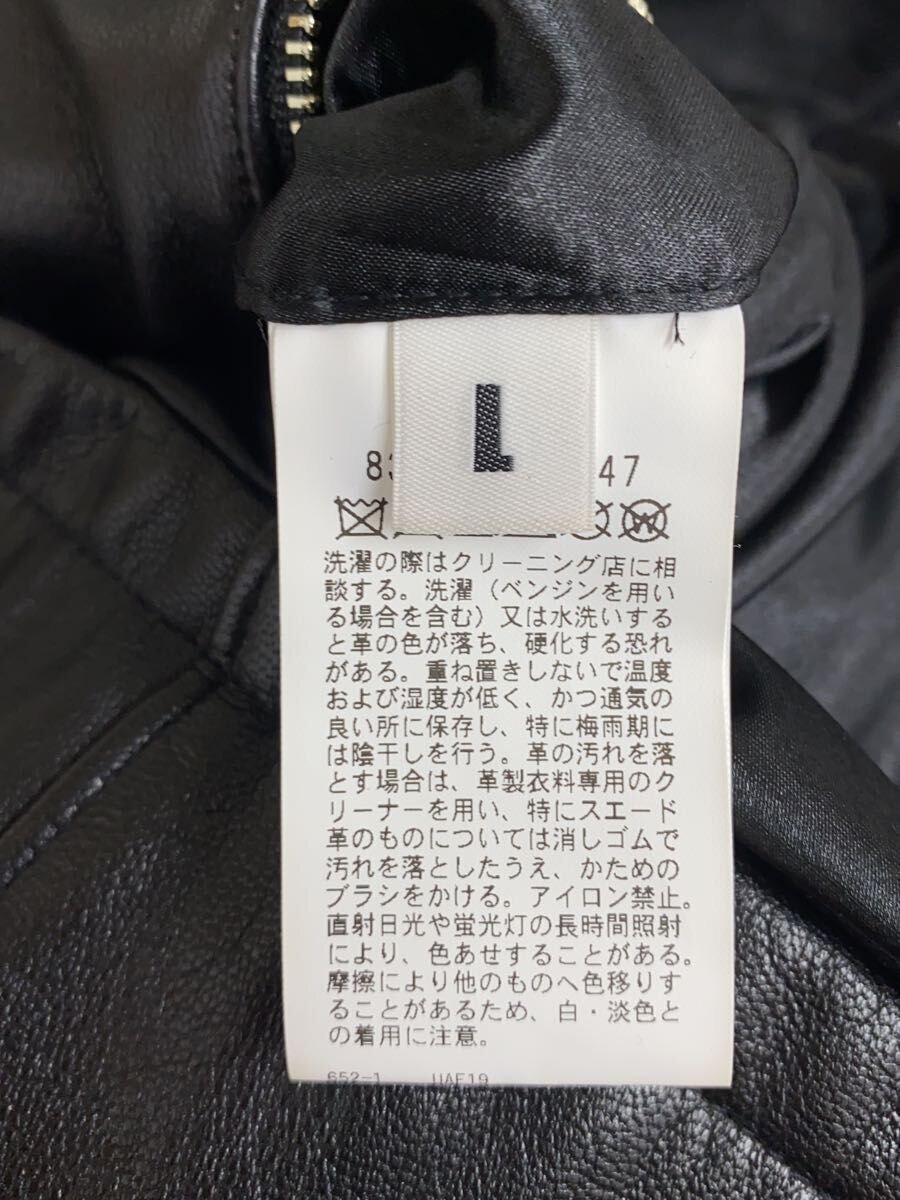 L
83 47
洗濯の際はクリーニング店に相
談する。洗濯（ベンジンを用い
る場合を含む）又は水洗いする
と革の色が落ち、硬化する恐れ
がある。重ね置きしないで温度
および湿度が低く、かつ通気の
良い所に保存し、特に梅雨期に
は陰干しを行う。革の汚れを落
とす場合は、革製衣料専用のク
リーナーを用い、特にスエード
革のものについては消しゴムで
汚れを落としたうえ、かための
ブラシをかける。アイロン禁止。
直射日光や蛍光灯の長時間照射
により、色あせすることがある。
摩擦により他のものへ色移りす
ることがあるため、白・淡色と
の着用に注意。
652-1 UAF19